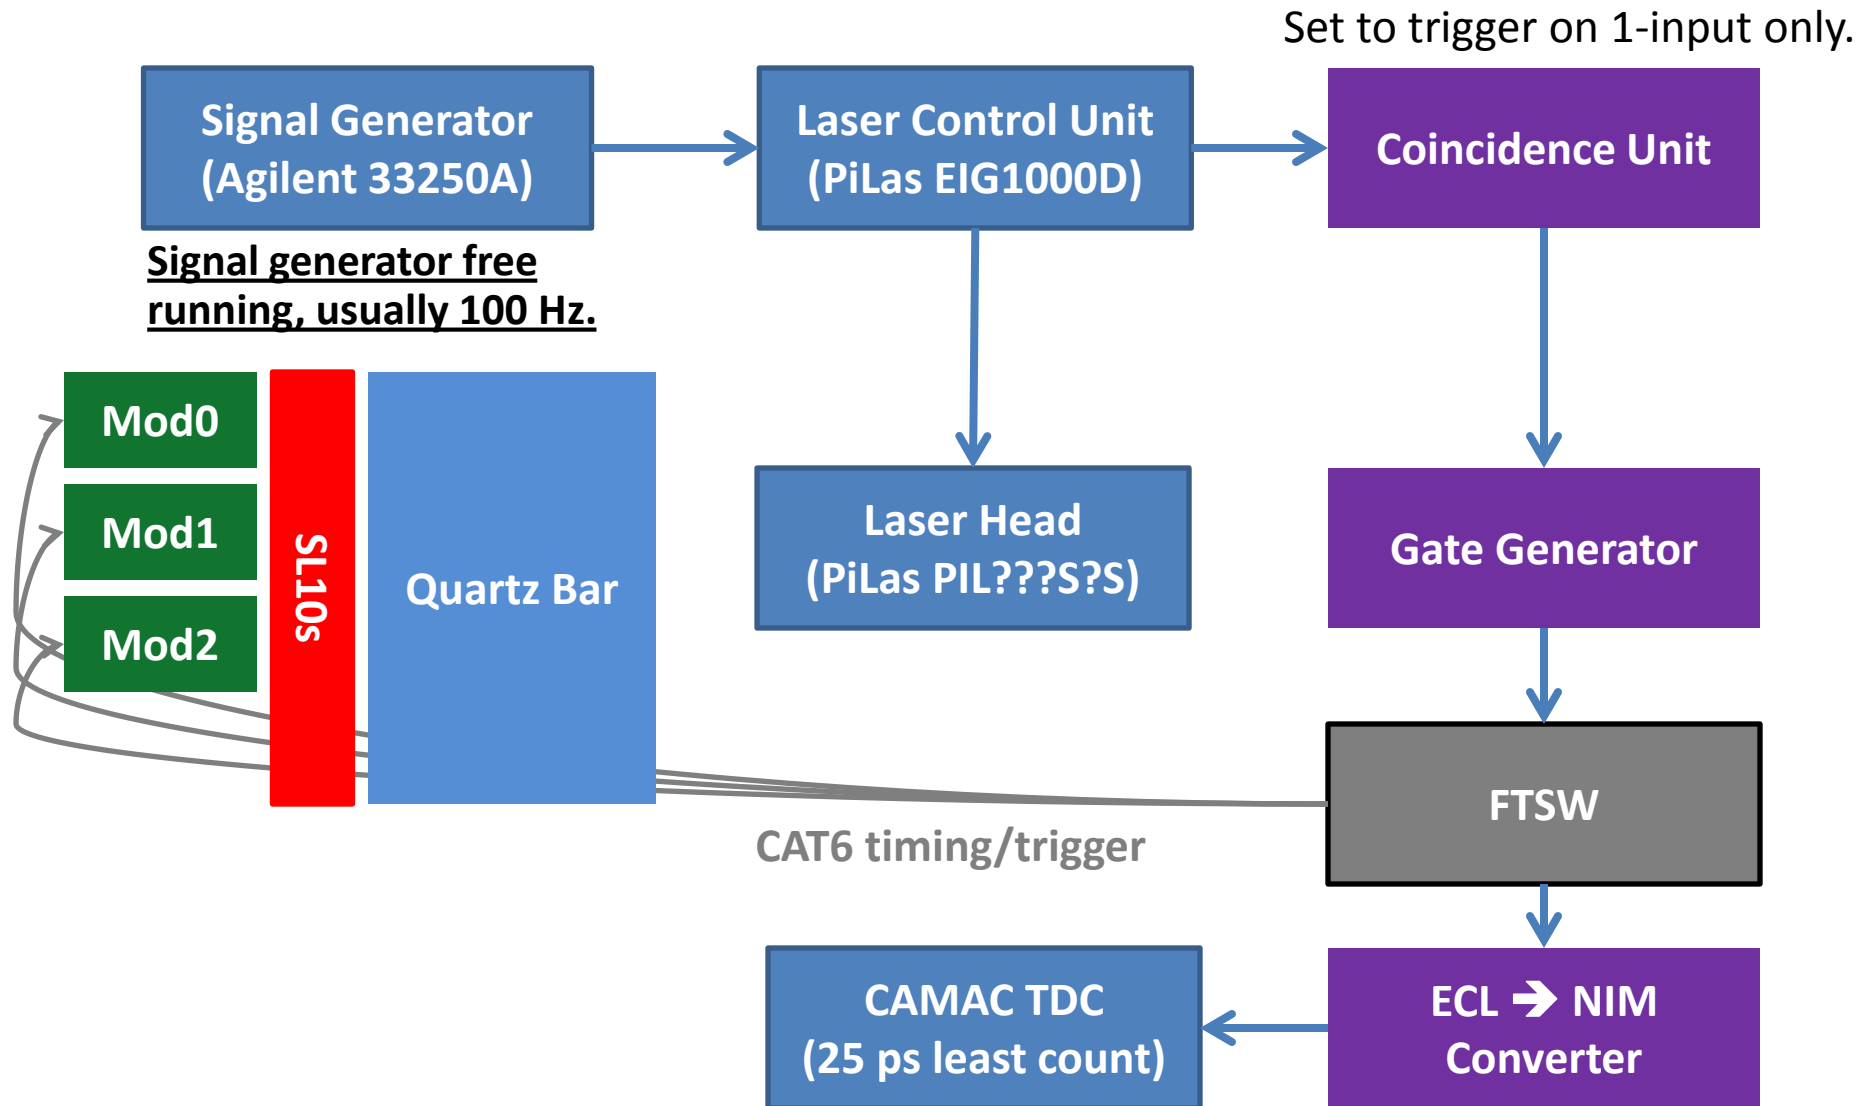 Set to trigger on 1-input only.
Signal Generator
(Agilent 33250A)
Laser Control Unit
(PiLas EIG1000D)
Coincidence Unit
Signal generator free
running, usually 100 Hz.
Mod0
Mod1
Mod2
SL10s
Quartz Bar
Laser Head
(PiLas PIL???S?S)
Gate Generator
FTSW
CAT6 timing/trigger
CAMAC TDC
(25 ps least count)
ECL ➔ NIM
Converter